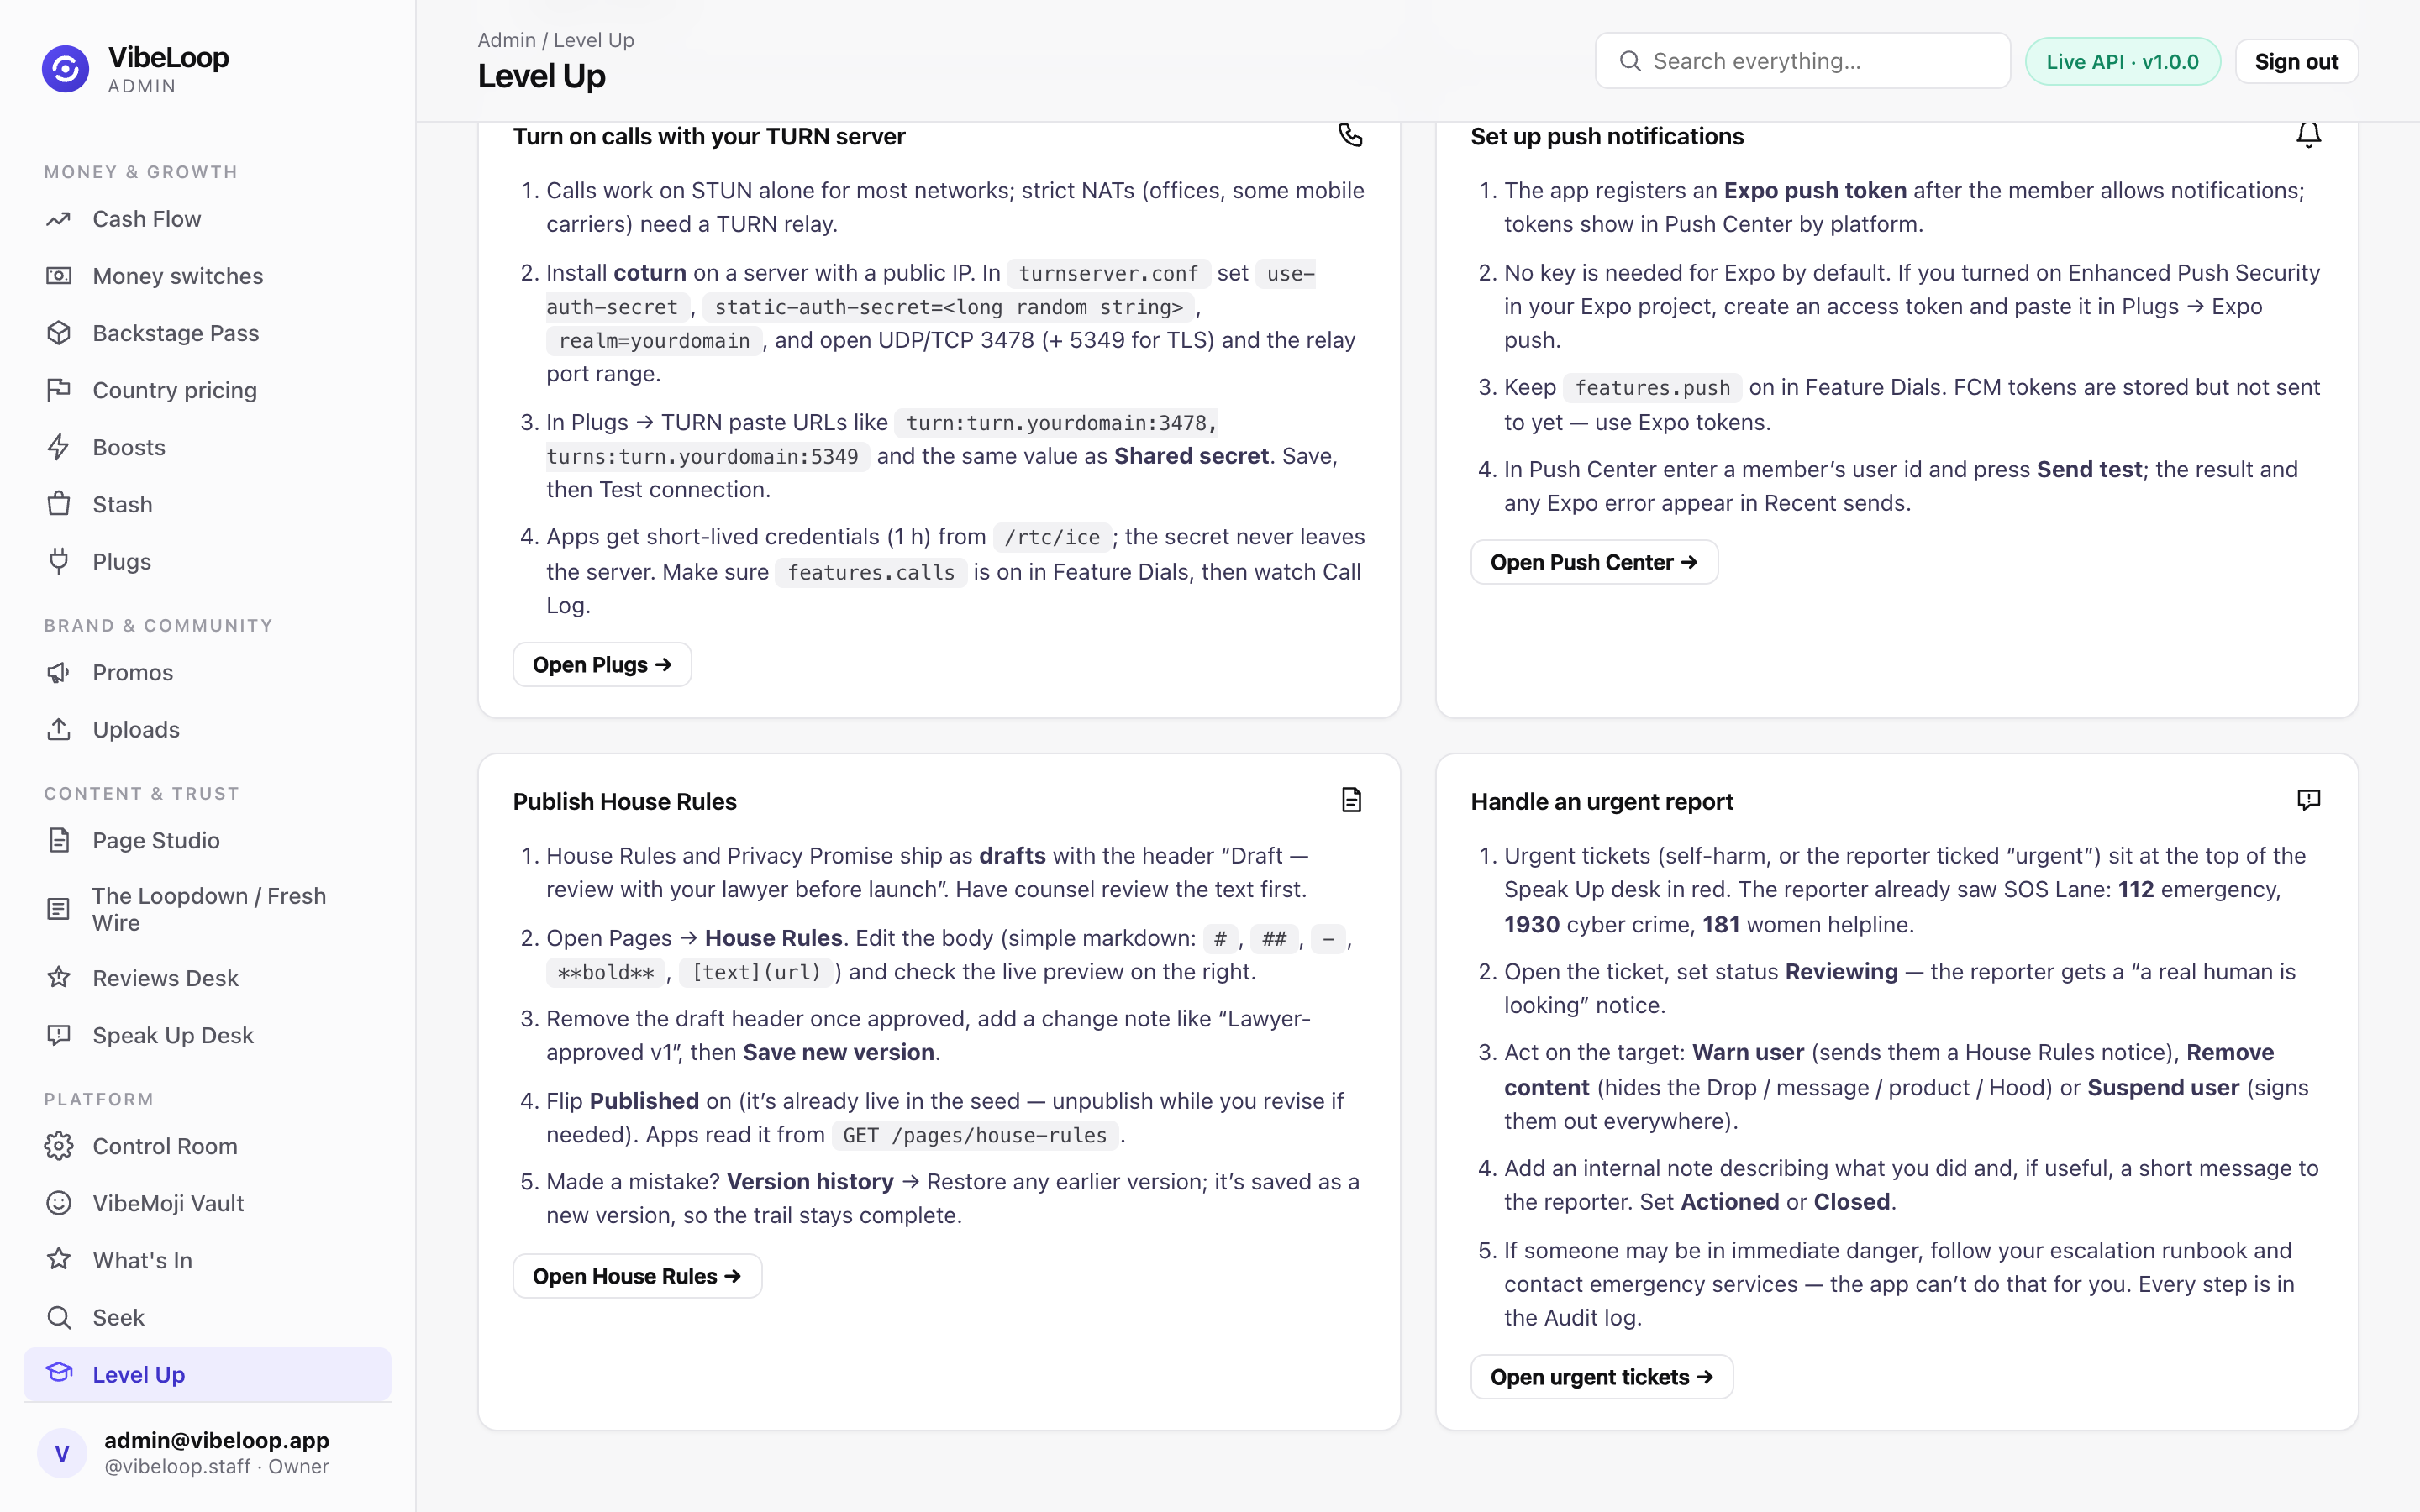 VibeLoop
ADMIN
MONEY & GROWTH
Cash Flow
Money switches
Backstage Pass
Country pricing
Boosts
Stash
Plugs
BRAND & COMMUNITY
Promos
Uploads
CONTENT & TRUST
Page Studio
The Loopdown / Fresh
Wire
Reviews Desk
Speak Up Desk
PLATFORM
Control Room
VibeMoji Vault
What's In
Seek
Level Up
V
admin@vibeloop.app
@vibeloop.staff · Owner
Admin / Level Up
Level Up
Search everything...
Live API · v1.0.0
Sign out
Turn on calls with your TURN server
1. Calls work on STUN alone for most networks; strict NATs (offices, some mobile
carriers) need a TURN relay.
2. Install coturn on a server with a public IP. In turnserver.conf set use-
auth-secret , static-auth-secret=<long random string> ,
realm=yourdomain , and open UDP/TCP 3478 (+ 5349 for TLS) and the relay
port range.
3. In Plugs → TURN paste URLs like turn:turn.yourdomain:3478,
turns:turn.yourdomain:5349 and the same value as Shared secret. Save,
then Test connection.
4. Apps get short-lived credentials (1 h) from /rtc/ice ; the secret never leaves
the server. Make sure features.calls is on in Feature Dials, then watch Call
Log.
Open Plugs →
Set up push notifications
1. The app registers an Expo push token after the member allows notifications;
tokens show in Push Center by platform.
2. No key is needed for Expo by default. If you turned on Enhanced Push Security
in your Expo project, create an access token and paste it in Plugs → Expo
push.
3. Keep features.push on in Feature Dials. FCM tokens are stored but not sent
to yet — use Expo tokens.
4. In Push Center enter a member’s user id and press Send test; the result and
any Expo error appear in Recent sends.
Open Push Center →
Publish House Rules
1. House Rules and Privacy Promise ship as drafts with the header “Draft —
review with your lawyer before launch”. Have counsel review the text first.
2. Open Pages → House Rules. Edit the body (simple markdown: # , ## , - ,
**bold** , [text](url) ) and check the live preview on the right.
3. Remove the draft header once approved, add a change note like “Lawyer-
approved v1”, then Save new version.
4. Flip Published on (it’s already live in the seed — unpublish while you revise if
needed). Apps read it from GET /pages/house-rules .
5. Made a mistake? Version history → Restore any earlier version; it’s saved as a
new version, so the trail stays complete.
Open House Rules →
Handle an urgent report
1. Urgent tickets (self-harm, or the reporter ticked “urgent”) sit at the top of the
Speak Up desk in red. The reporter already saw SOS Lane: 112 emergency,
1930 cyber crime, 181 women helpline.
2. Open the ticket, set status Reviewing — the reporter gets a “a real human is
looking” notice.
3. Act on the target: Warn user (sends them a House Rules notice), Remove
content (hides the Drop / message / product / Hood) or Suspend user (signs
them out everywhere).
4. Add an internal note describing what you did and, if useful, a short message to
the reporter. Set Actioned or Closed.
5. If someone may be in immediate danger, follow your escalation runbook and
contact emergency services — the app can’t do that for you. Every step is in
the Audit log.
Open urgent tickets →